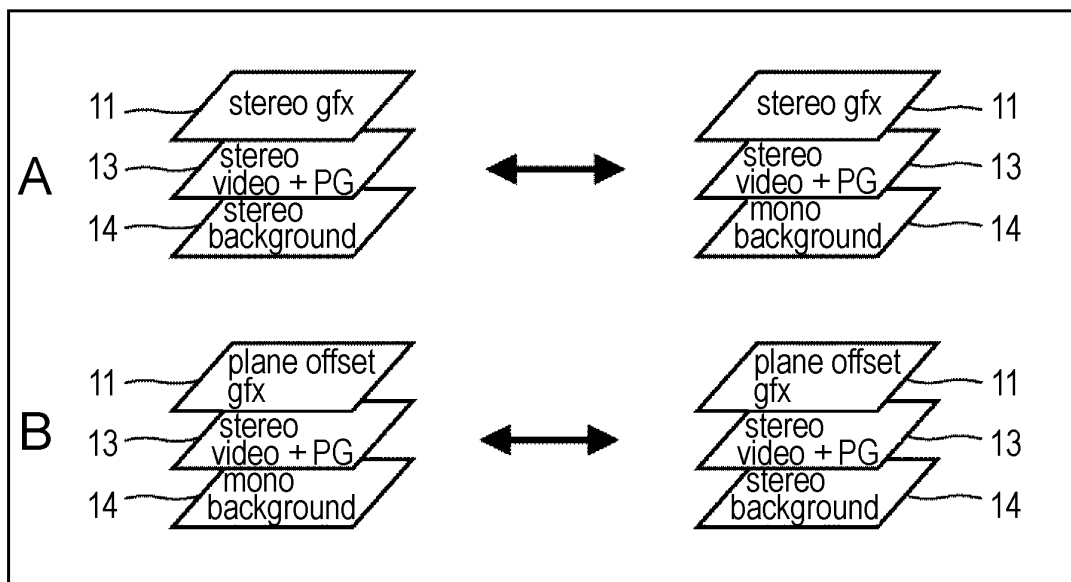 A
11
stereo gfx
13
stereo
video + PG
14
stereo
background
stereo gfx
11
stereo
video + PG
13
mono
background
14
B
11
plane offset
gfx
13
stereo
video + PG
14
mono
background
plane offset
gfx
11
stereo
video + PG
13
stereo
background
14